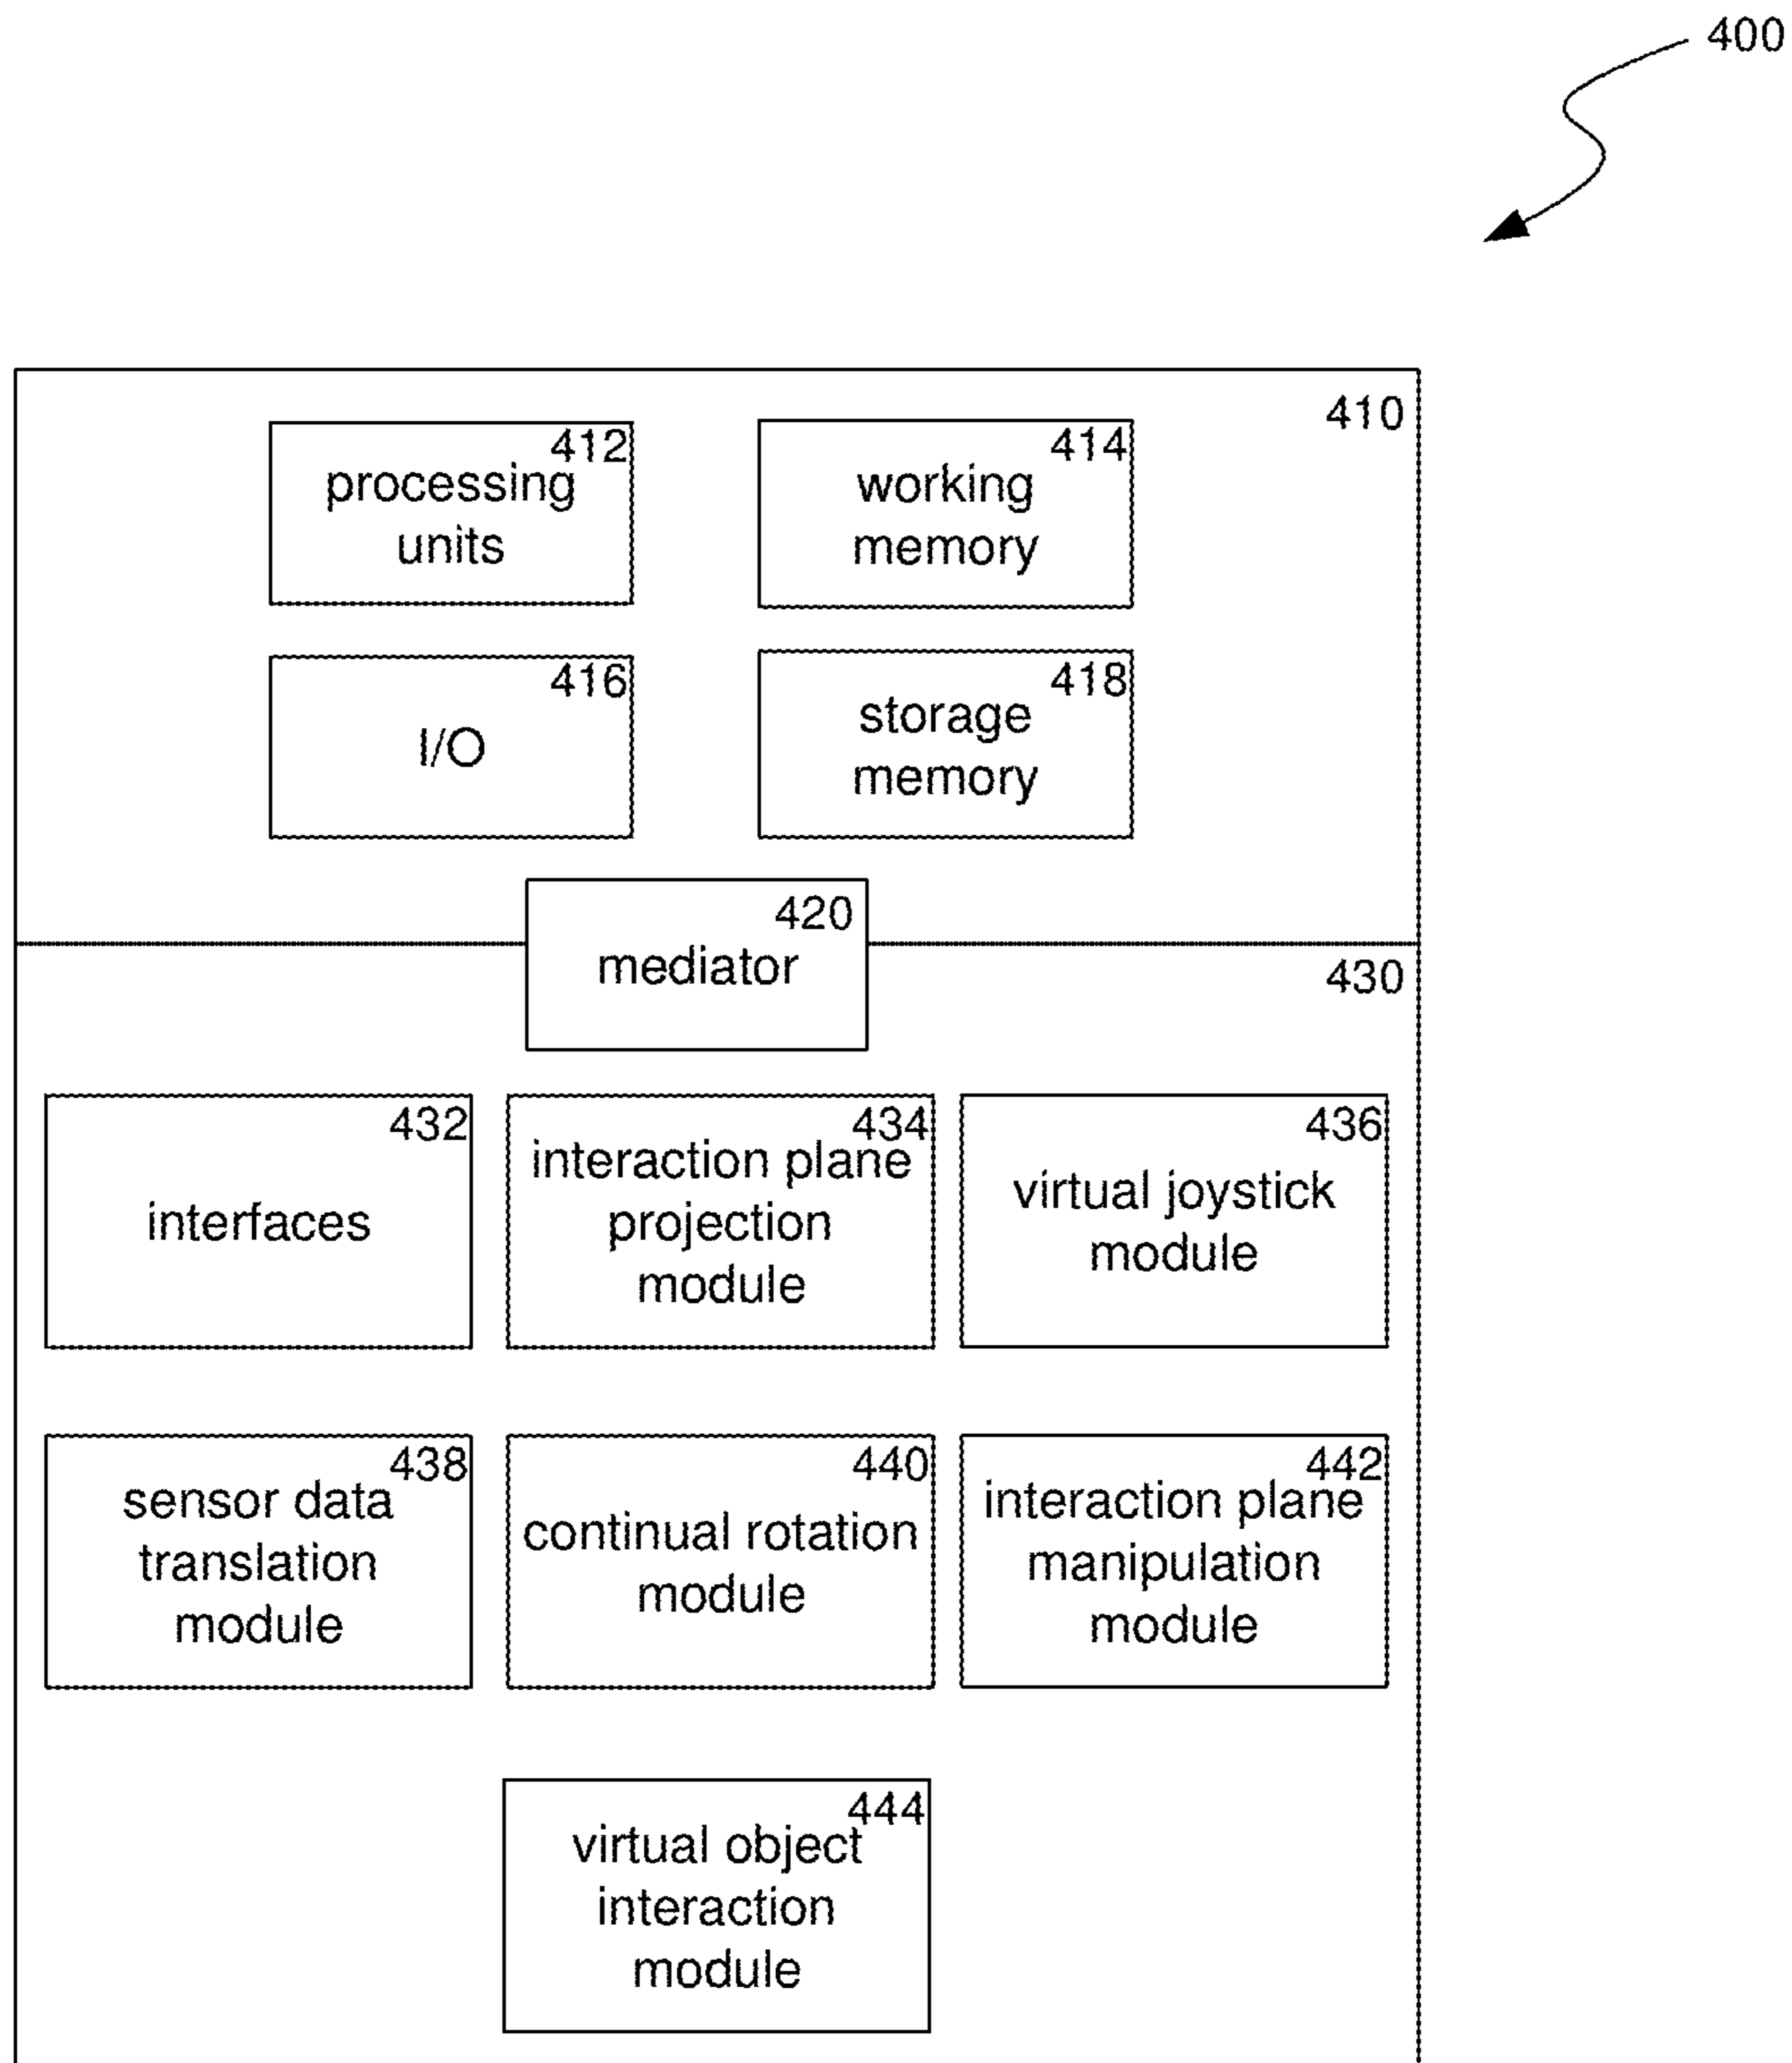 400
410
412
processing
units
414
working
memory
416
I/O
418
storage
memory
420
mediator
430
432
interfaces
434
interaction plane
projection
module
436
virtual joystick
module
438
sensor data
translation
module
440
continual rotation
module
442
interaction plane
manipulation
module
444
virtual object
interaction
module